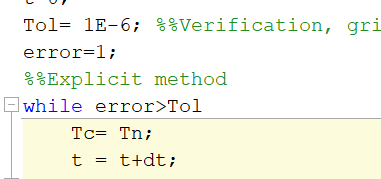 Tol= 1E-6; %%Verification, gri
error=1;
%%Explicit method
while error>Tol
Tc= Tn;
t = t+dt;